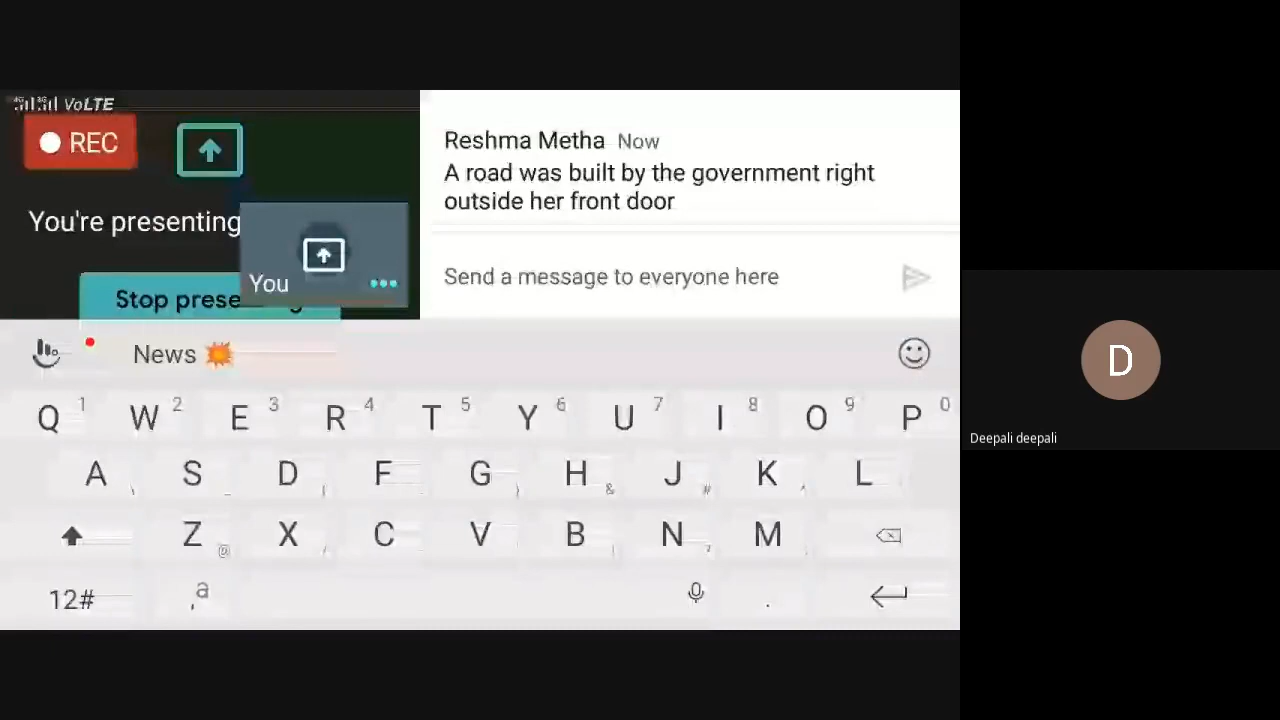 VoLTE
REC
You're presenting
You
Stop prese
Reshma Metha Now
A road was built by the government right
outside her front door
Send a message to everyone here
News 💥
Q 1 W 2 E 3 R 4 T 5 Y 6 U 7 I 8 O 9 P 0
A S D F G H & J # K L
Z @ X C V B N M
12# , a .
D
Deepali deepali